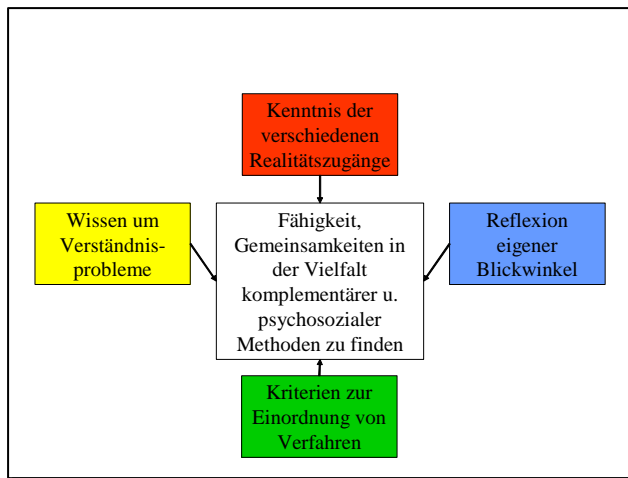 Kenntnis der
verschiedenen
Realitätszugänge
Wissen um
Verständnis-
probleme
Fähigkeit,
Gemeinsamkeiten in
der Vielfalt
komplementärer u.
psychosozialer
Methoden zu finden
Reflexion
eigener
Blickwinkel
Kriterien zur
Einordnung von
Verfahren